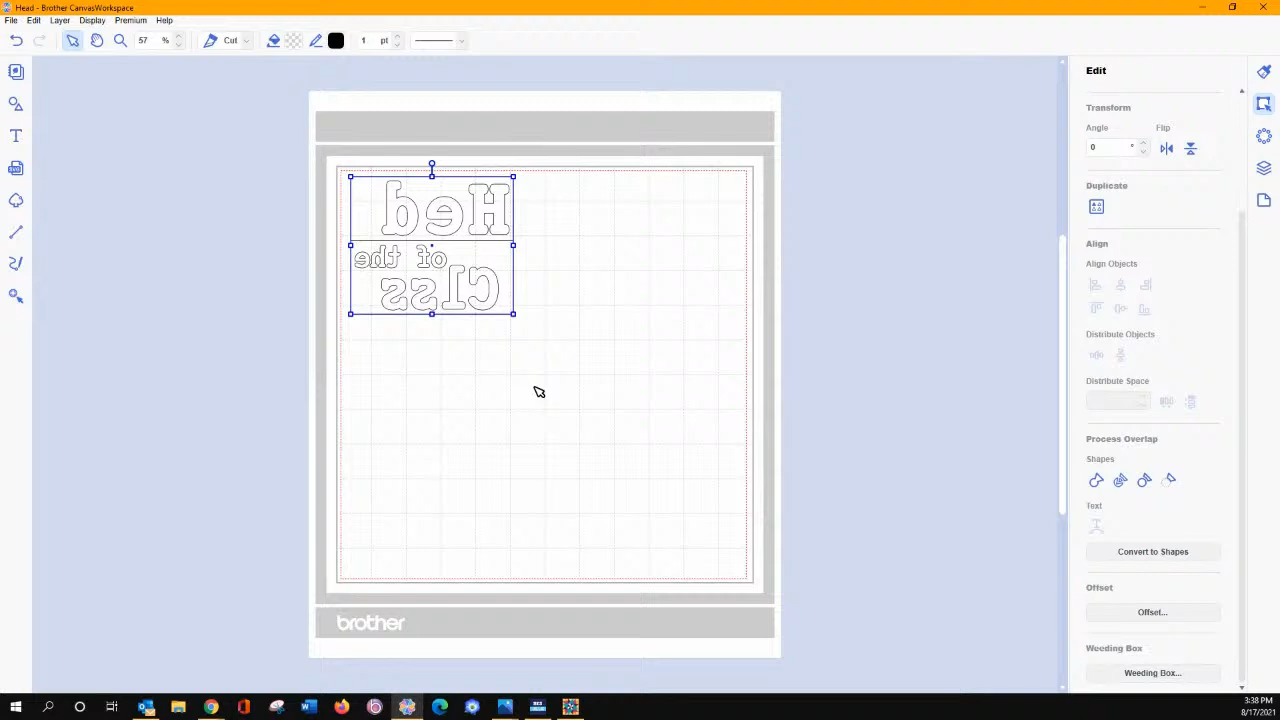 Head - Brother CanvasWorkspace
File Edit Layer Display Premium Help
57 % Cut 1 pt
Edit
Transform
Angle Flip
0 °
Duplicate
Align
Align Objects
Distribute Objects
Distribute Space
Process Overlap
Shapes
Text
Convert to Shapes
Offset
Offset...
Weeding Box
Weeding Box...
Hed
of the
Clss
brother
3:38 PM
8/17/2021